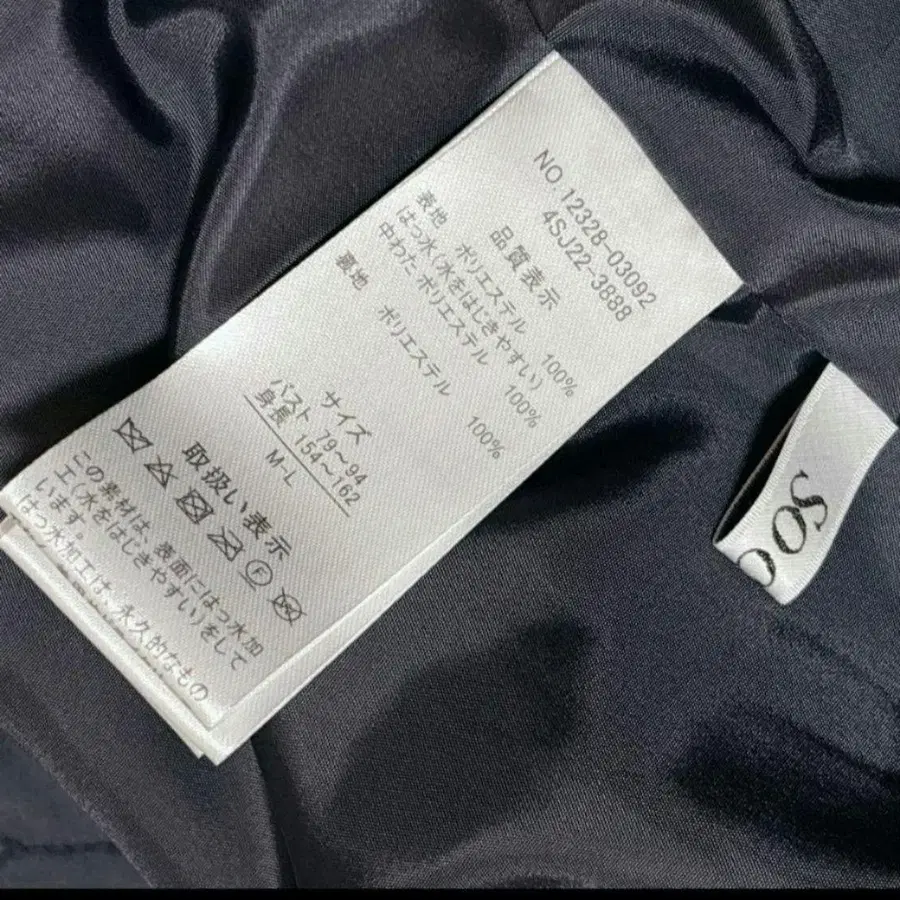 NO.12328-03092
4SJ22-3888
品質表示
表地 ポリエステル 100%
はっ水(水をはじきやすい)
中わた ポリエステル 100%
裏地 ポリエステル 100%
サイズ
バスト 79〜94
身長 154〜162
M-L
取扱い表示
F
この素材は、表面にはっ水加
工(水をはじきやすい)をして
います。
はっ水加工は、永久的なもの
SO